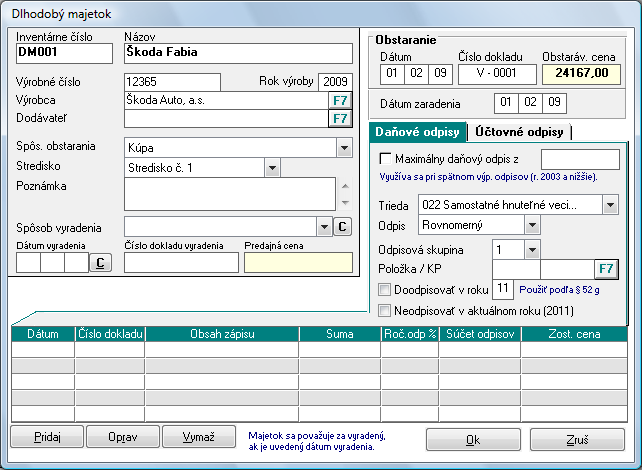 Dlhodobý majetok
Inventárne číslo Názov
DM001 Škoda Fabia
Výrobné číslo 12365 Rok výroby 2009
Výrobca Škoda Auto, a.s. F7
Dodávateľ F7
Spôs. obstarania Kúpa
Stredisko Stredisko č. 1
Poznámka
Spôsob vyradenia C
Dátum vyradenia Číslo dokladu vyradenia Predajná cena
C
Obstaranie
Dátum Číslo dokladu Obstaráv. cena
01 02 09 V - 0001 24167,00
Dátum zaradenia 01 02 09
Daňové odpisy Účtovné odpisy
Maximálny daňový odpis z
Využíva sa pri spätnom výp. odpisov (r. 2003 a nižšie).
Trieda 022 Samostatné hnuteľné veci...
Odpis Rovnomerný
Odpisová skupina 1
Položka / KP F7
Doodpisovať v roku 11 Použiť podľa § 52 g
Neodpisovať v aktuálnom roku (2011)
Dátum Číslo dokladu Obsah zápisu Suma Roč.odp % Súčet odpisov Zost. cena
Pridaj Oprav Vymaž
Majetok sa považuje za vyradený,
ak je uvedený dátum vyradenia.
Ok Zruš